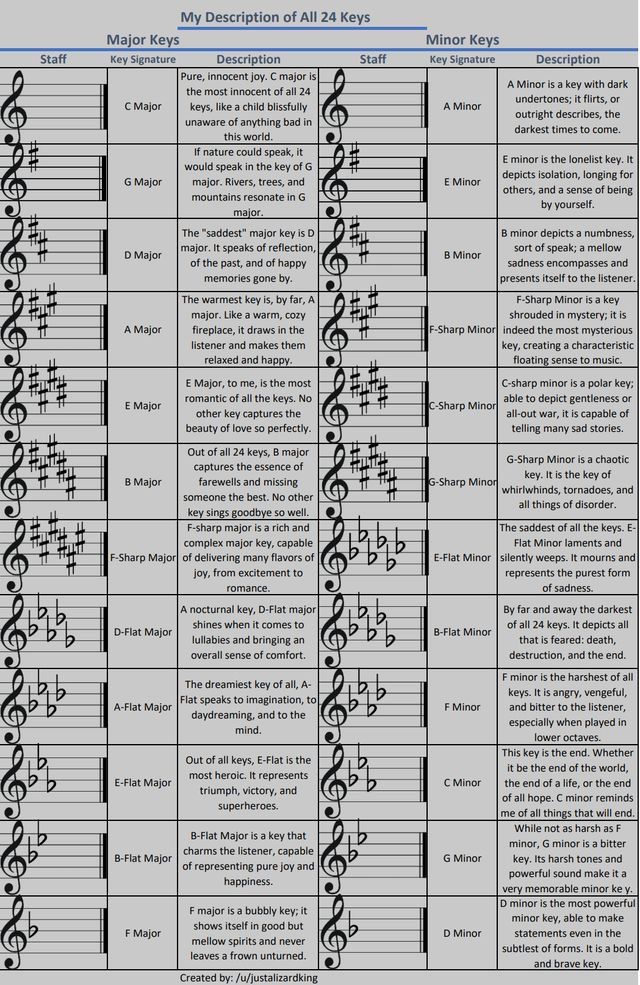 My Description of All 24 Keys
Major Keys
Minor Keys
Staff
Key Signature
Description
Staff
Key Signature
Description
C Major
Pure, innocent joy. C major is
the most innocent of all 24
keys, like a child blissfully
unaware of anything bad in
this world.
A Minor
A Minor is a key with dark
undertones; it flirts, or
outright describes, the
darkest times to come.
G Major
If nature could speak, it
would speak in the key of G
major. Rivers, trees, and
mountains resonate in G
major.
E Minor
E minor is the lonelist key. It
depicts isolation, longing for
others, and a sense of being
by yourself.
D Major
The "saddest" major key is D
major. It speaks of reflection,
of the past, and of happy
memories gone by.
B Minor
B minor depicts a numbness,
sort of speak; a mellow
sadness encompasses and
presents itself to the listener.
A Major
The warmest key is, by far, A
major. Like a warm, cozy
fireplace, it draws in the
listener and makes them
relaxed and happy.
F-Sharp Minor
F-Sharp Minor is a key
shrouded in mystery; it is
indeed the most mysterious
key, creating a characteristic
floating sense to music.
E Major
E Major, to me, is the most
romantic of all the keys. No
other key captures the
beauty of love so perfectly.
C-Sharp Minor
C-sharp minor is a polar key;
able to depict gentleness or
all-out war, it is capable of
telling many sad stories.
B Major
Out of all 24 keys, B major
captures the essence of
farewells and missing
someone the best. No other
key sings goodbye so well.
G-Sharp Minor
G-Sharp Minor is a chaotic
key. It is the key of
whirlwhinds, tornadoes, and
all things of disorder.
F-Sharp Major
F-sharp major is a rich and
complex major key, capable
of delivering many flavors of
joy, from excitement to
romance.
E-Flat Minor
The saddest of all the keys. E-
Flat Minor laments and
silently weeps. It mourns and
represents the purest form
of sadness.
D-Flat Major
A nocturnal key, D-Flat major
shines when it comes to
lullabies and bringing an
overall sense of comfort.
B-Flat Minor
By far and away the darkest
of all 24 keys. It depicts all
that is feared: death,
destruction, and the end.
A-Flat Major
The dreamiest key of all, A-
Flat speaks to imagination, to
daydreaming, and to the
mind.
F Minor
F minor is the harshest of all
keys. It is angry, vengeful,
and bitter to the listener,
especially when played in
lower octaves.
E-Flat Major
Out of all keys, E-Flat is the
most heroic. It represents
triumph, victory, and
superheroes.
C Minor
This key is the end. Whether
it be the end of the world,
the end of a life, or the end
of all hope. C minor reminds
me of all things that will end.
B-Flat Major
B-Flat Major is a key that
charms the listener, capable
of representing pure joy and
happiness.
G Minor
While not as harsh as F
minor, G minor is a bitter
key. Its harsh tones and
powerful sound make it a
very memorable minor ke y.
F Major
F major is a bubbly key; it
shows itself in good but
mellow spirits and never
leaves a frown unturned.
D Minor
D minor is the most powerful
minor key, able to make
statements even in the
subtlest of forms. It is a bold
and brave key.
Created by: /u/justalizardking